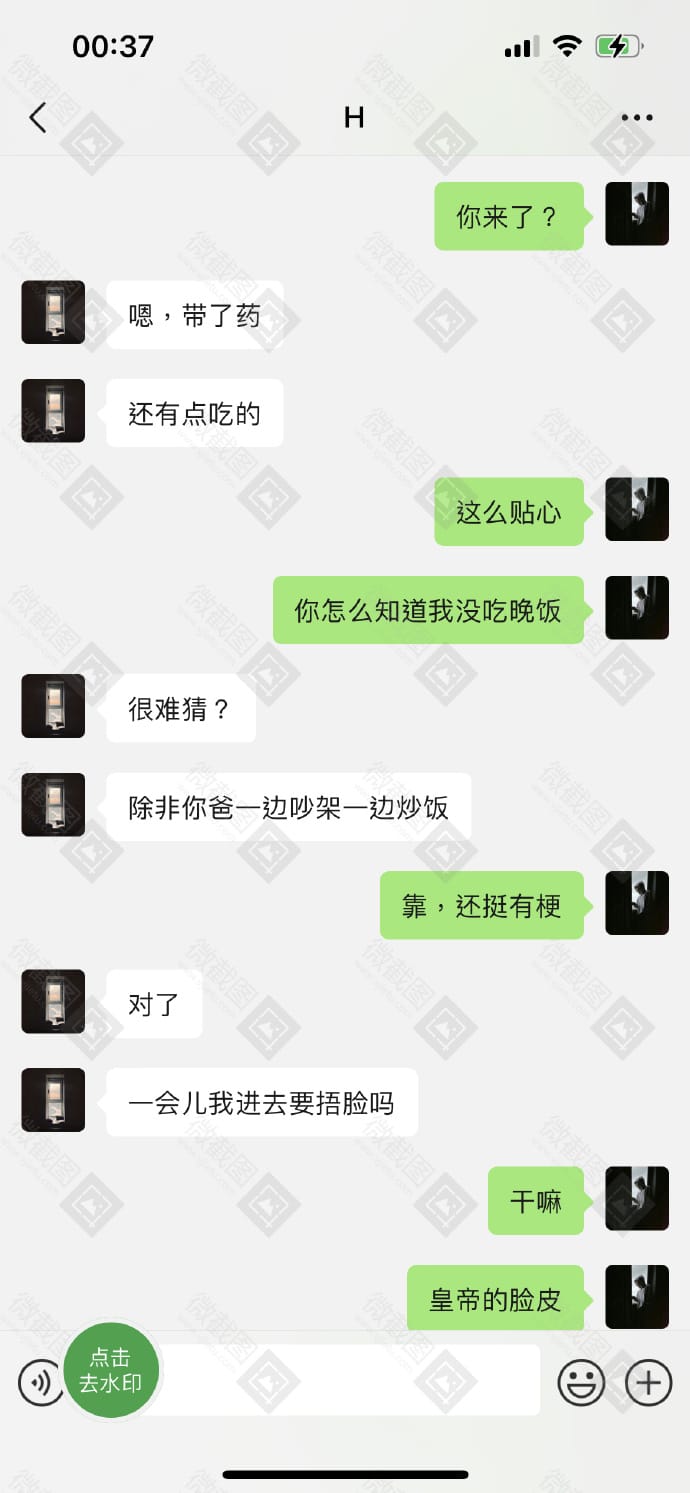 00:37
H
你来了？
嗯，带了药
还有点吃的
这么贴心
你怎么知道我没吃晚饭
很难猜？
除非你爸一边吵架一边炒饭
靠，还挺有梗
对了
一会儿我进去要捂脸吗
干嘛
皇帝的脸皮
点击
去水印
微截图